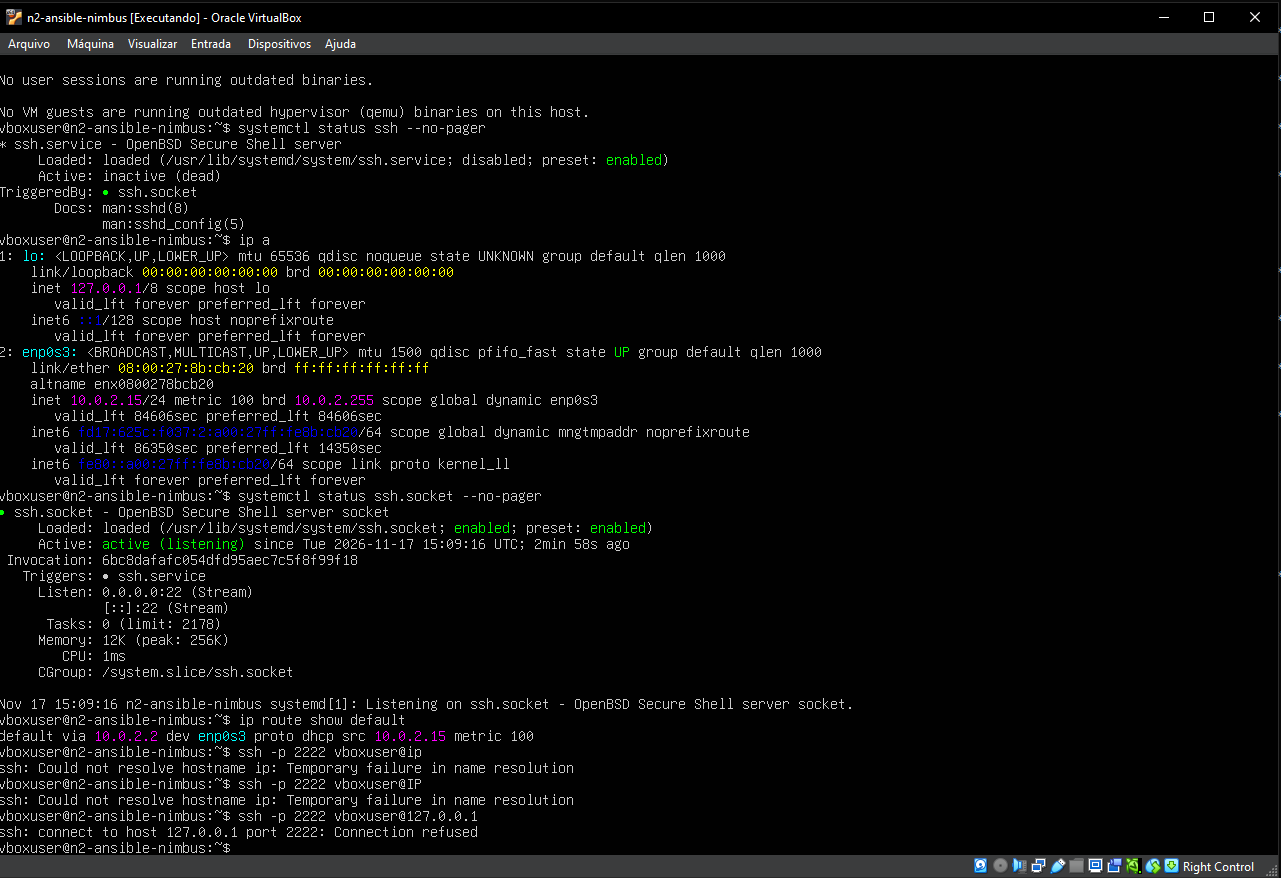 n2-ansible-nimbus [Executando] - Oracle VirtualBox
Arquivo Máquina Visualizar Entrada Dispositivos Ajuda
No user sessions are running outdated binaries.
No VM guests are running outdated hypervisor (qemu) binaries on this host.
vboxuser@n2-ansible-nimbus:~$ systemctl status ssh --no-pager
* ssh.service - OpenBSD Secure Shell server
Loaded: loaded (/usr/lib/systemd/system/ssh.service; disabled; preset: enabled)
Active: inactive (dead)
TriggeredBy: ● ssh.socket
Docs: man:sshd(8)
man:sshd_config(5)
vboxuser@n2-ansible-nimbus:~$ ip a
1: lo: <LOOPBACK,UP,LOWER_UP> mtu 65536 qdisc noqueue state UNKNOWN group default qlen 1000
link/loopback 00:00:00:00:00:00 brd 00:00:00:00:00:00
inet 127.0.0.1/8 scope host lo
valid_lft forever preferred_lft forever
inet6 ::1/128 scope host noprefixroute
valid_lft forever preferred_lft forever
2: enp0s3: <BROADCAST,MULTICAST,UP,LOWER_UP> mtu 1500 qdisc pfifo_fast state UP group default qlen 1000
link/ether 08:00:27:8b:cb:20 brd ff:ff:ff:ff:ff:ff
altname enx0800278bcb20
inet 10.0.2.15/24 metric 100 brd 10.0.2.255 scope global dynamic enp0s3
valid_lft 84606sec preferred_lft 84606sec
inet6 fd17:625c:f037:2:a00:27ff:fe8b:cb20/64 scope global dynamic mngtmpaddr noprefixroute
valid_lft 86350sec preferred_lft 14350sec
inet6 fe80::a00:27ff:fe8b:cb20/64 scope link proto kernel_ll
valid_lft forever preferred_lft forever
vboxuser@n2-ansible-nimbus:~$ systemctl status ssh.socket --no-pager
● ssh.socket - OpenBSD Secure Shell server socket
Loaded: loaded (/usr/lib/systemd/system/ssh.socket; enabled; preset: enabled)
Active: active (listening) since Tue 2026-11-17 15:09:16 UTC; 2min 58s ago
Invocation: 6bc8dafafc054dfd95aec7c5f8f99f18
Triggers: ● ssh.service
Listen: 0.0.0.0:22 (Stream)
[::]:22 (Stream)
Tasks: 0 (limit: 2178)
Memory: 12K (peak: 256K)
CPU: 1ms
CGroup: /system.slice/ssh.socket
Nov 17 15:09:16 n2-ansible-nimbus systemd[1]: Listening on ssh.socket - OpenBSD Secure Shell server socket.
vboxuser@n2-ansible-nimbus:~$ ip route show default
default via 10.0.2.2 dev enp0s3 proto dhcp src 10.0.2.15 metric 100
vboxuser@n2-ansible-nimbus:~$ ssh -p 2222 vboxuser@ip
ssh: Could not resolve hostname ip: Temporary failure in name resolution
vboxuser@n2-ansible-nimbus:~$ ssh -p 2222 vboxuser@IP
ssh: Could not resolve hostname ip: Temporary failure in name resolution
vboxuser@n2-ansible-nimbus:~$ ssh -p 2222 vboxuser@127.0.0.1
ssh: connect to host 127.0.0.1 port 2222: Connection refused
vboxuser@n2-ansible-nimbus:~$
Right Control